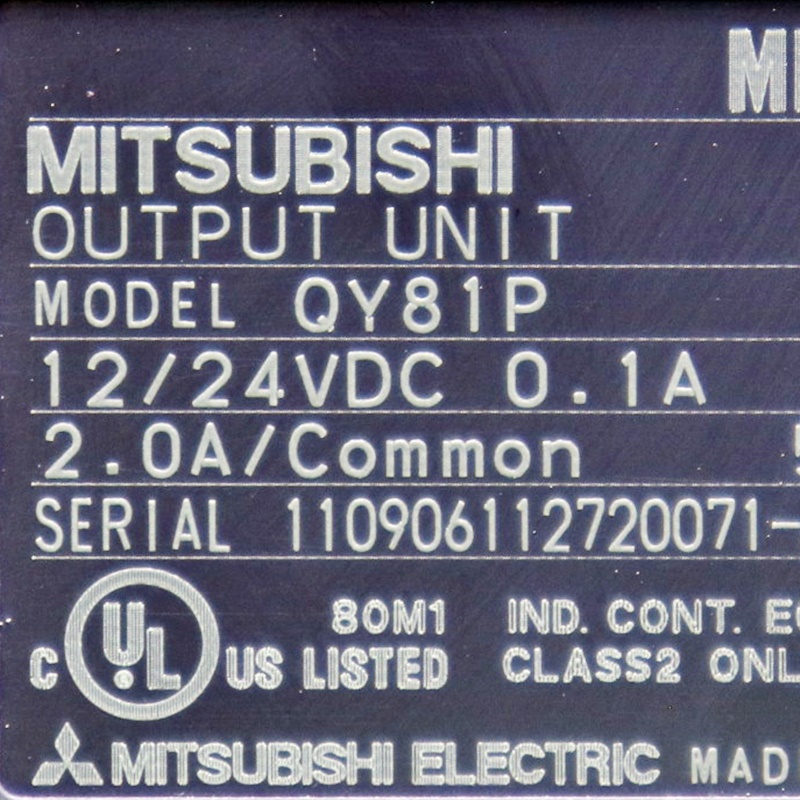 MITSUBISHI
OUTPUT UNIT
MODEL QY81P
12/24VDC 0.1A
2.0A/Common
SERIAL 110906112720071-
C UL US LISTED 80M1 IND. CONT.
CLASS2
MITSUBISHI ELECTRIC